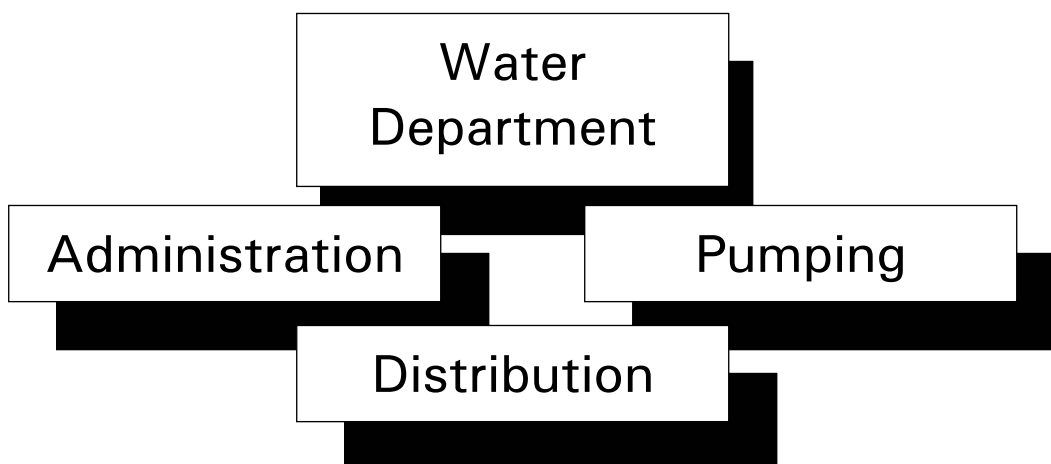 Water
Department
Administration
Pumping
Distribution